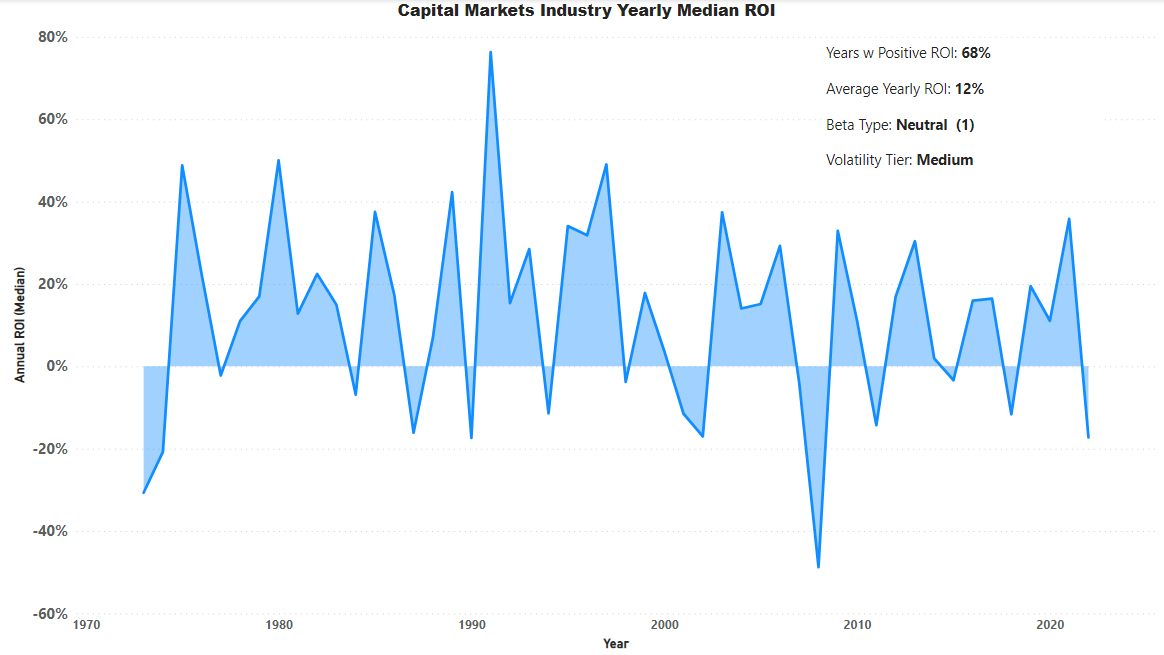 Capital Markets Industry Yearly Median ROI
80%
Years w Positive ROI: 68%
Average Yearly ROI: 12%
60%
Beta Type: Neutral (1)
Volatility Tier: Medium
40%
20%
Annual ROI (Median)
0%
-20%
-40%
-60%
1970 1980 1990 2000 2010 2020
Year